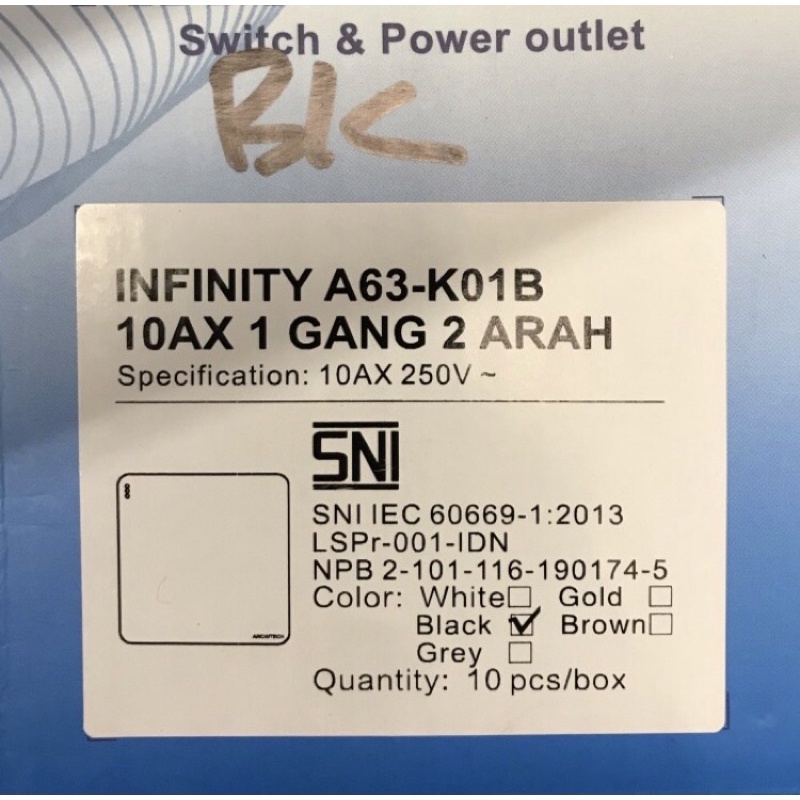 Switch & Power outlet
Blc
INFINITY A63-K01B
10AX 1 GANG 2 ARAH
Specification: 10AX 250V ~
SNI
SNI IEC 60669-1:2013
LSPr-001-IDN
NPB 2-101-116-190174-5
Color: White☐ Gold ☐
Black ☑ Brown☐
Grey ☐
Quantity: 10 pcs/box